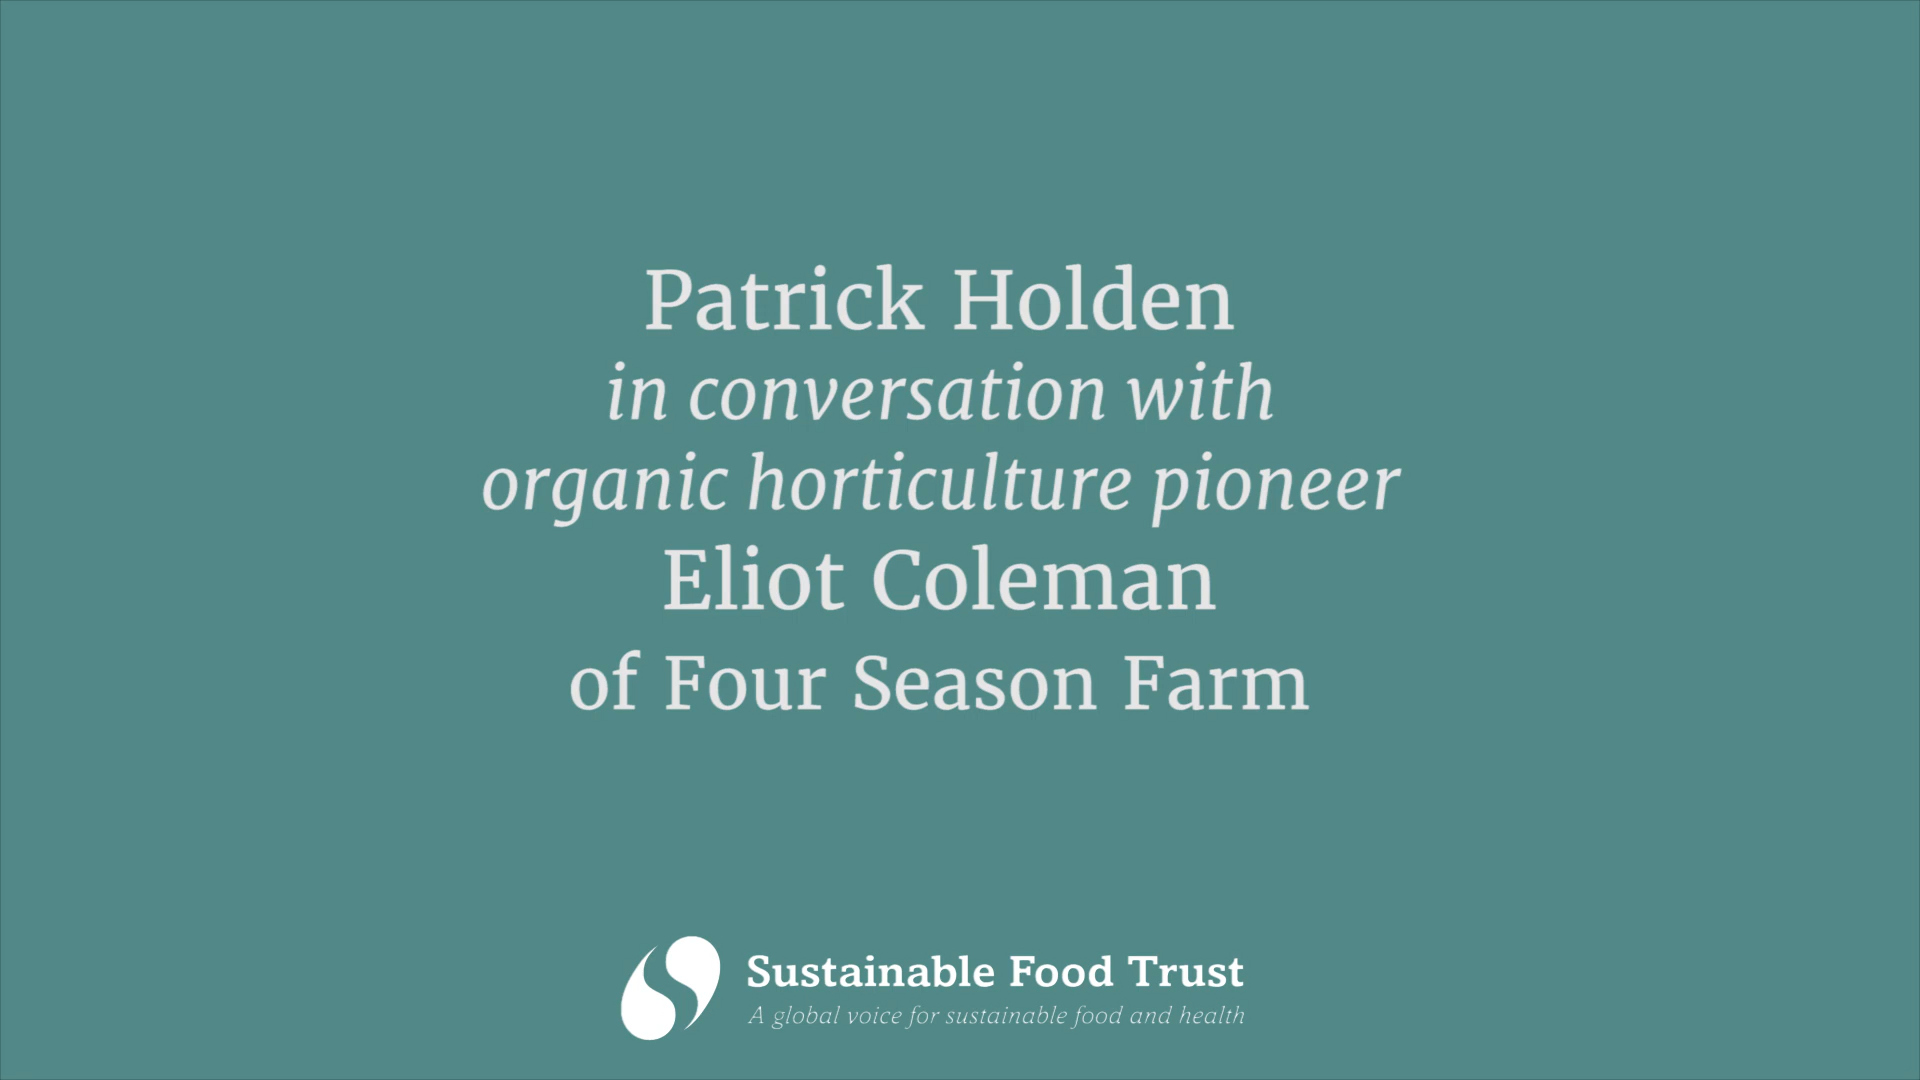 Patrick Holden
in conversation with
organic horticulture pioneer
Eliot Coleman
of Four Season Farm
Sustainable Food Trust
A global voice for sustainable food and health